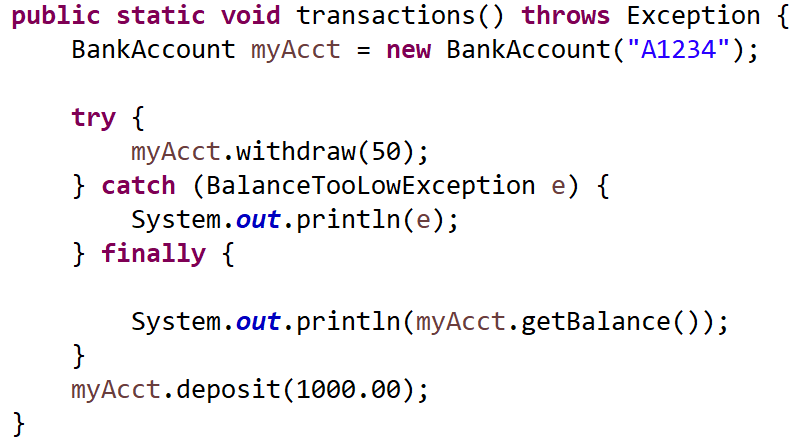 public static void transactions() throws Exception {
    BankAccount myAcct = new BankAccount("A1234");
    try {
        myAcct.withdraw(50);
    } catch (BalanceTooLowException e) {
        System.out.println(e);
    } finally {
        System.out.println(myAcct.getBalance());
    }
    myAcct.deposit(1000.00);
}